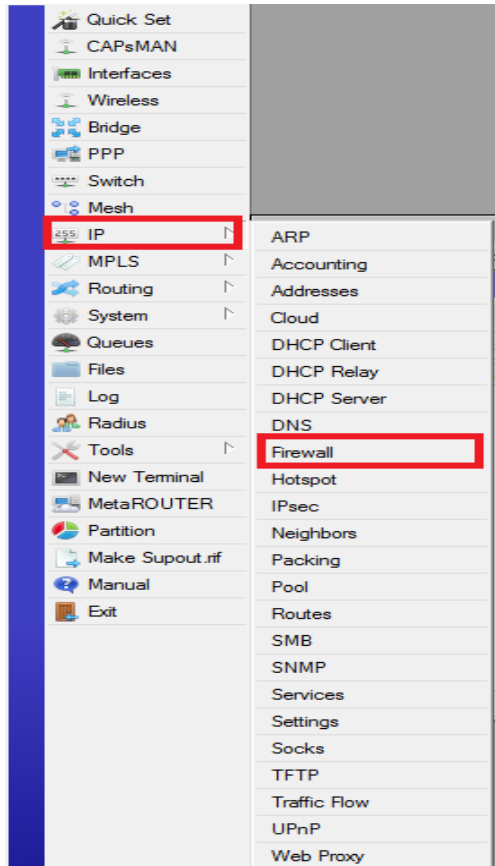 Quick Set
CAPsMAN
Interfaces
Wireless
Bridge
PPP
Switch
Mesh
255 IP
MPLS
Routing
System
Queues
Files
Log
Radius
Tools
New Terminal
MetaROUTER
Partition
Make Supout.rif
Manual
Exit
ARP
Accounting
Addresses
Cloud
DHCP Client
DHCP Relay
DHCP Server
DNS
Firewall
Hotspot
IPsec
Neighbors
Packing
Pool
Routes
SMB
SNMP
Services
Settings
Socks
TFTP
Traffic Flow
UPnP
Web Proxy